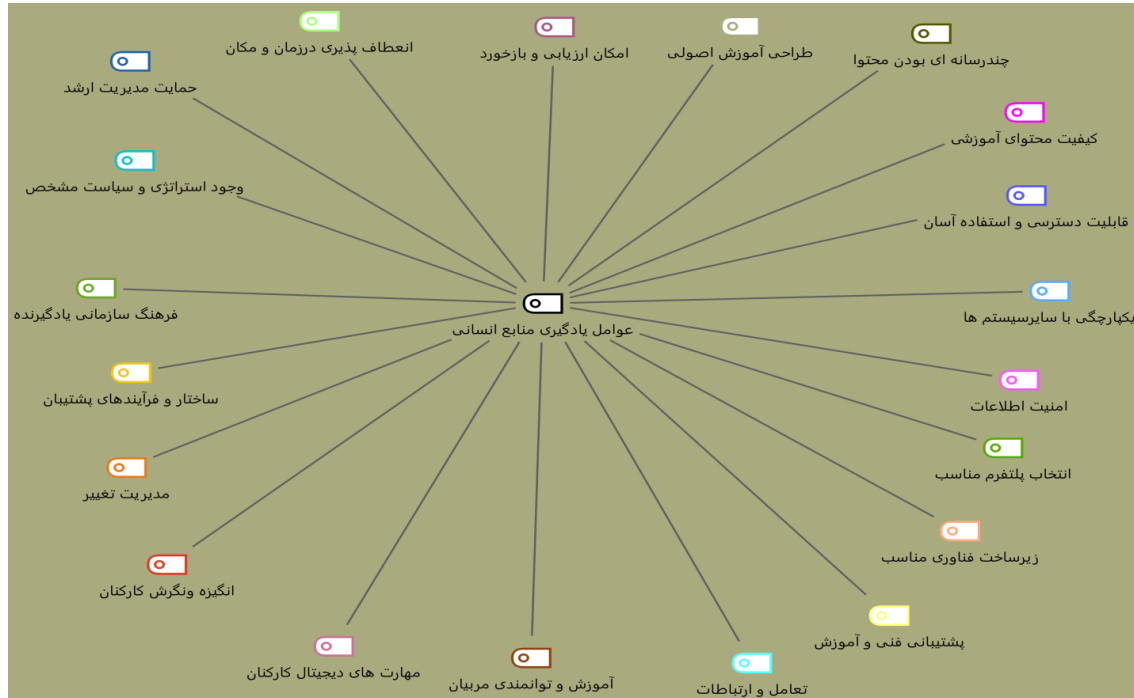 انعطاف پذیری درزمان و مکان
امکان ارزیابی و بازخورد
طراحی آموزش اصولی
چندرسانه ای بودن محتوا
حمایت مدیریت ارشد
کیفیت محتوای آموزشی
وجود استراتژی و سیاست مشخص
قابلیت دسترسی و استفاده آسان
فرهنگ سازمانی یادگیرنده
یکپارچگی با سایرسیستم ها
عوامل یادگیری منابع انسانی
ساختار و فرآیندهای پشتیبان
امنیت اطلاعات
مدیریت تغییر
انتخاب پلتفرم مناسب
زیرساخت فناوری مناسب
انگیزه ونگرش کارکنان
پشتیبانی فنی و آموزش
مهارت های دیجیتال کارکنان
آموزش و توانمندی مربیان
تعامل و ارتباطات